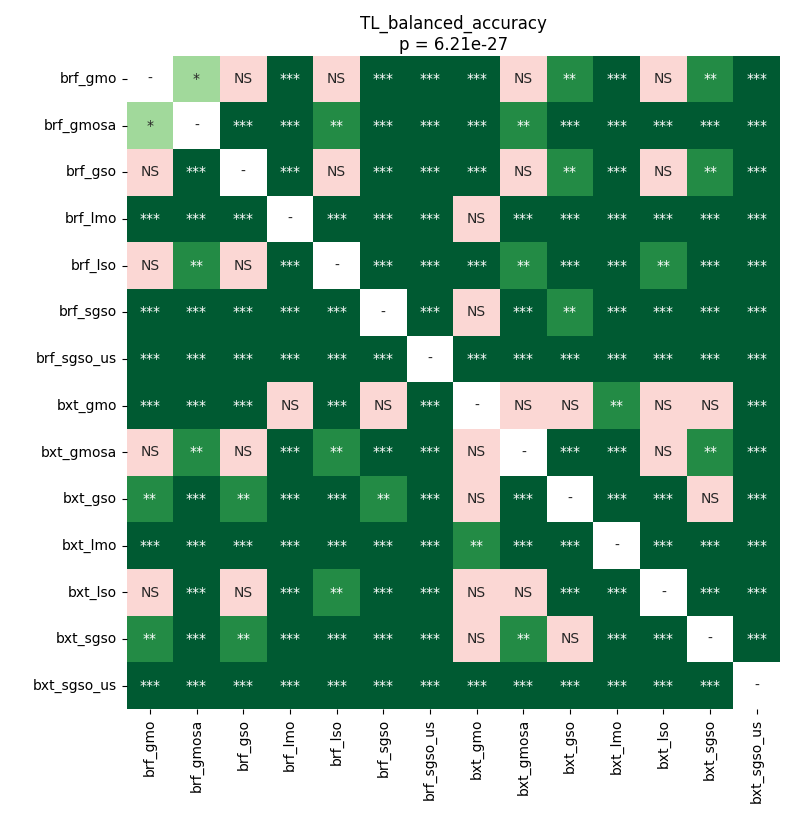 TL_balanced_accuracy
p = 6.21e-27
brf_gmo - * NS *** NS *** *** *** NS ** *** NS ** ***
brf_gmosa * - *** *** ** *** *** *** ** *** *** *** *** ***
brf_gso NS *** - *** NS *** *** *** NS ** *** NS ** ***
brf_lmo *** *** *** - *** *** *** NS *** *** *** *** *** ***
brf_lso NS ** NS *** - *** *** *** ** *** *** ** *** ***
brf_sgso *** *** *** *** *** - *** NS *** ** *** *** *** ***
brf_sgso_us *** *** *** *** *** *** - *** *** *** *** *** *** ***
bxt_gmo *** *** *** NS *** NS *** - NS NS ** NS NS ***
bxt_gmosa NS ** NS *** ** *** *** NS - *** *** NS ** ***
bxt_gso ** *** ** *** *** ** *** NS *** - *** *** NS ***
bxt_lmo *** *** *** *** *** *** *** ** *** *** - *** *** ***
bxt_lso NS *** NS *** ** *** *** NS NS *** *** - *** ***
bxt_sgso ** *** ** *** *** *** *** NS ** NS *** *** - ***
bxt_sgso_us *** *** *** *** *** *** *** *** *** *** *** *** *** -
brf_gmo
brf_gmosa
brf_gso
brf_lmo
brf_lso
brf_sgso
brf_sgso_us
bxt_gmo
bxt_gmosa
bxt_gso
bxt_lmo
bxt_lso
bxt_sgso
bxt_sgso_us